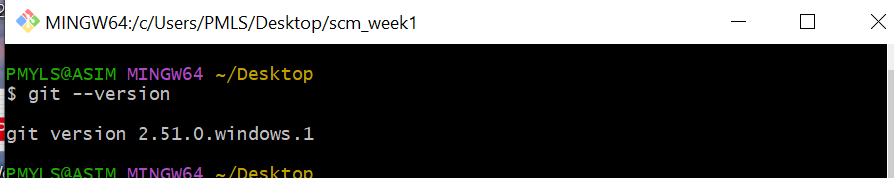 MINGW64:/c/Users/PMLS/Desktop/scm_week1
PMYLS@ASIM MINGW64 ~/Desktop
$ git --version
git version 2.51.0.windows.1
PMYLS@ASIM MINGW64 ~/Desktop